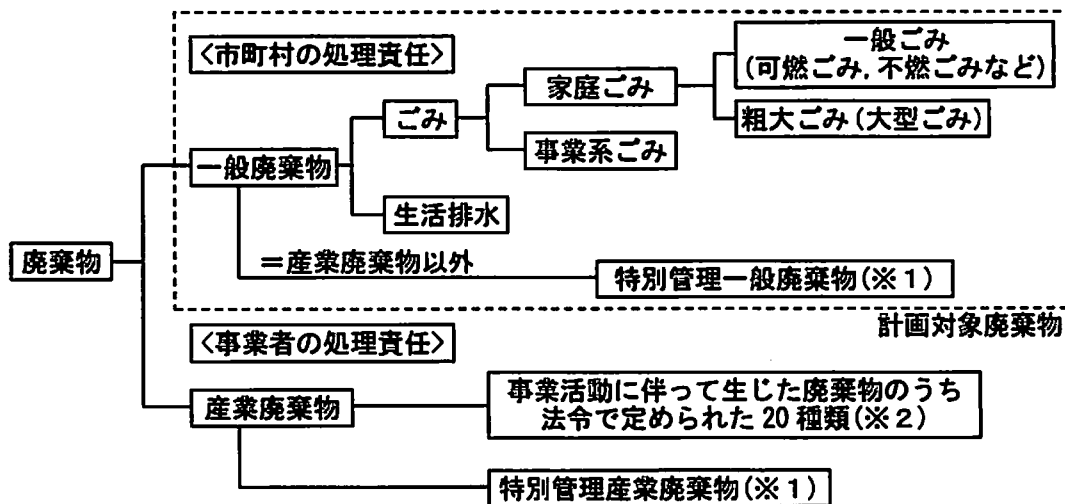 <市町村の処理責任>
一般ごみ
(可燃ごみ,不燃ごみなど)
家庭ごみ
ごみ
粗大ごみ(大型ごみ)
事業系ごみ
一般廃棄物
生活排水
廃棄物
=産業廃棄物以外
特別管理一般廃棄物(※1)
計画対象廃棄物
<事業者の処理責任>
事業活動に伴って生じた廃棄物のうち
法令で定められた20種類(※2)
産業廃棄物
特別管理産業廃棄物(※1)